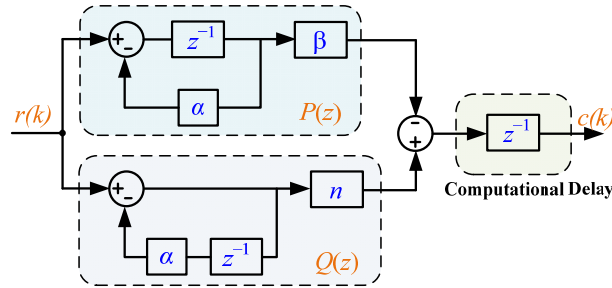 z⁻¹
β
α
P(z)
r(k)
z⁻¹
c(k)
Computational Delay
n
α
z⁻¹
Q(z)
+
-
-
+
+
-